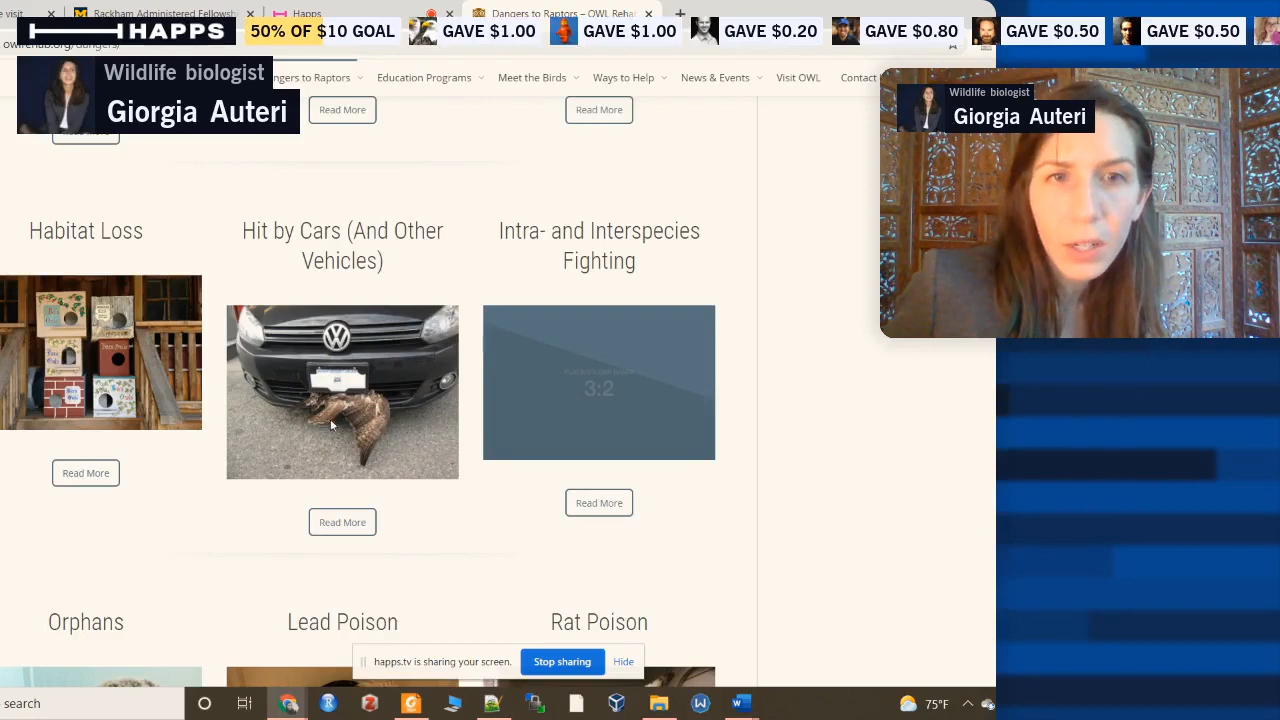 Rackham Administered Fellows
Happs
Dangers to Raptors – OWL Reha
HAPPS
50% OF $10 GOAL
GAVE $1.00
GAVE $1.00
GAVE $0.20
GAVE $0.80
GAVE $0.50
GAVE $0.50
Wildlife biologist
Giorgia Auteri
ngers to Raptors
Education Programs
Meet the Birds
Ways to Help
News & Events
Visit OWL
Contact
Wildlife biologist
Giorgia Auteri
Read More
Read More
Habitat Loss
Hit by Cars (And Other
Vehicles)
Intra- and Interspecies
Fighting
3:2
Read More
Read More
Read More
Orphans
Lead Poison
Rat Poison
happs.tv is sharing your screen.
Stop sharing
Hide
search
75°F